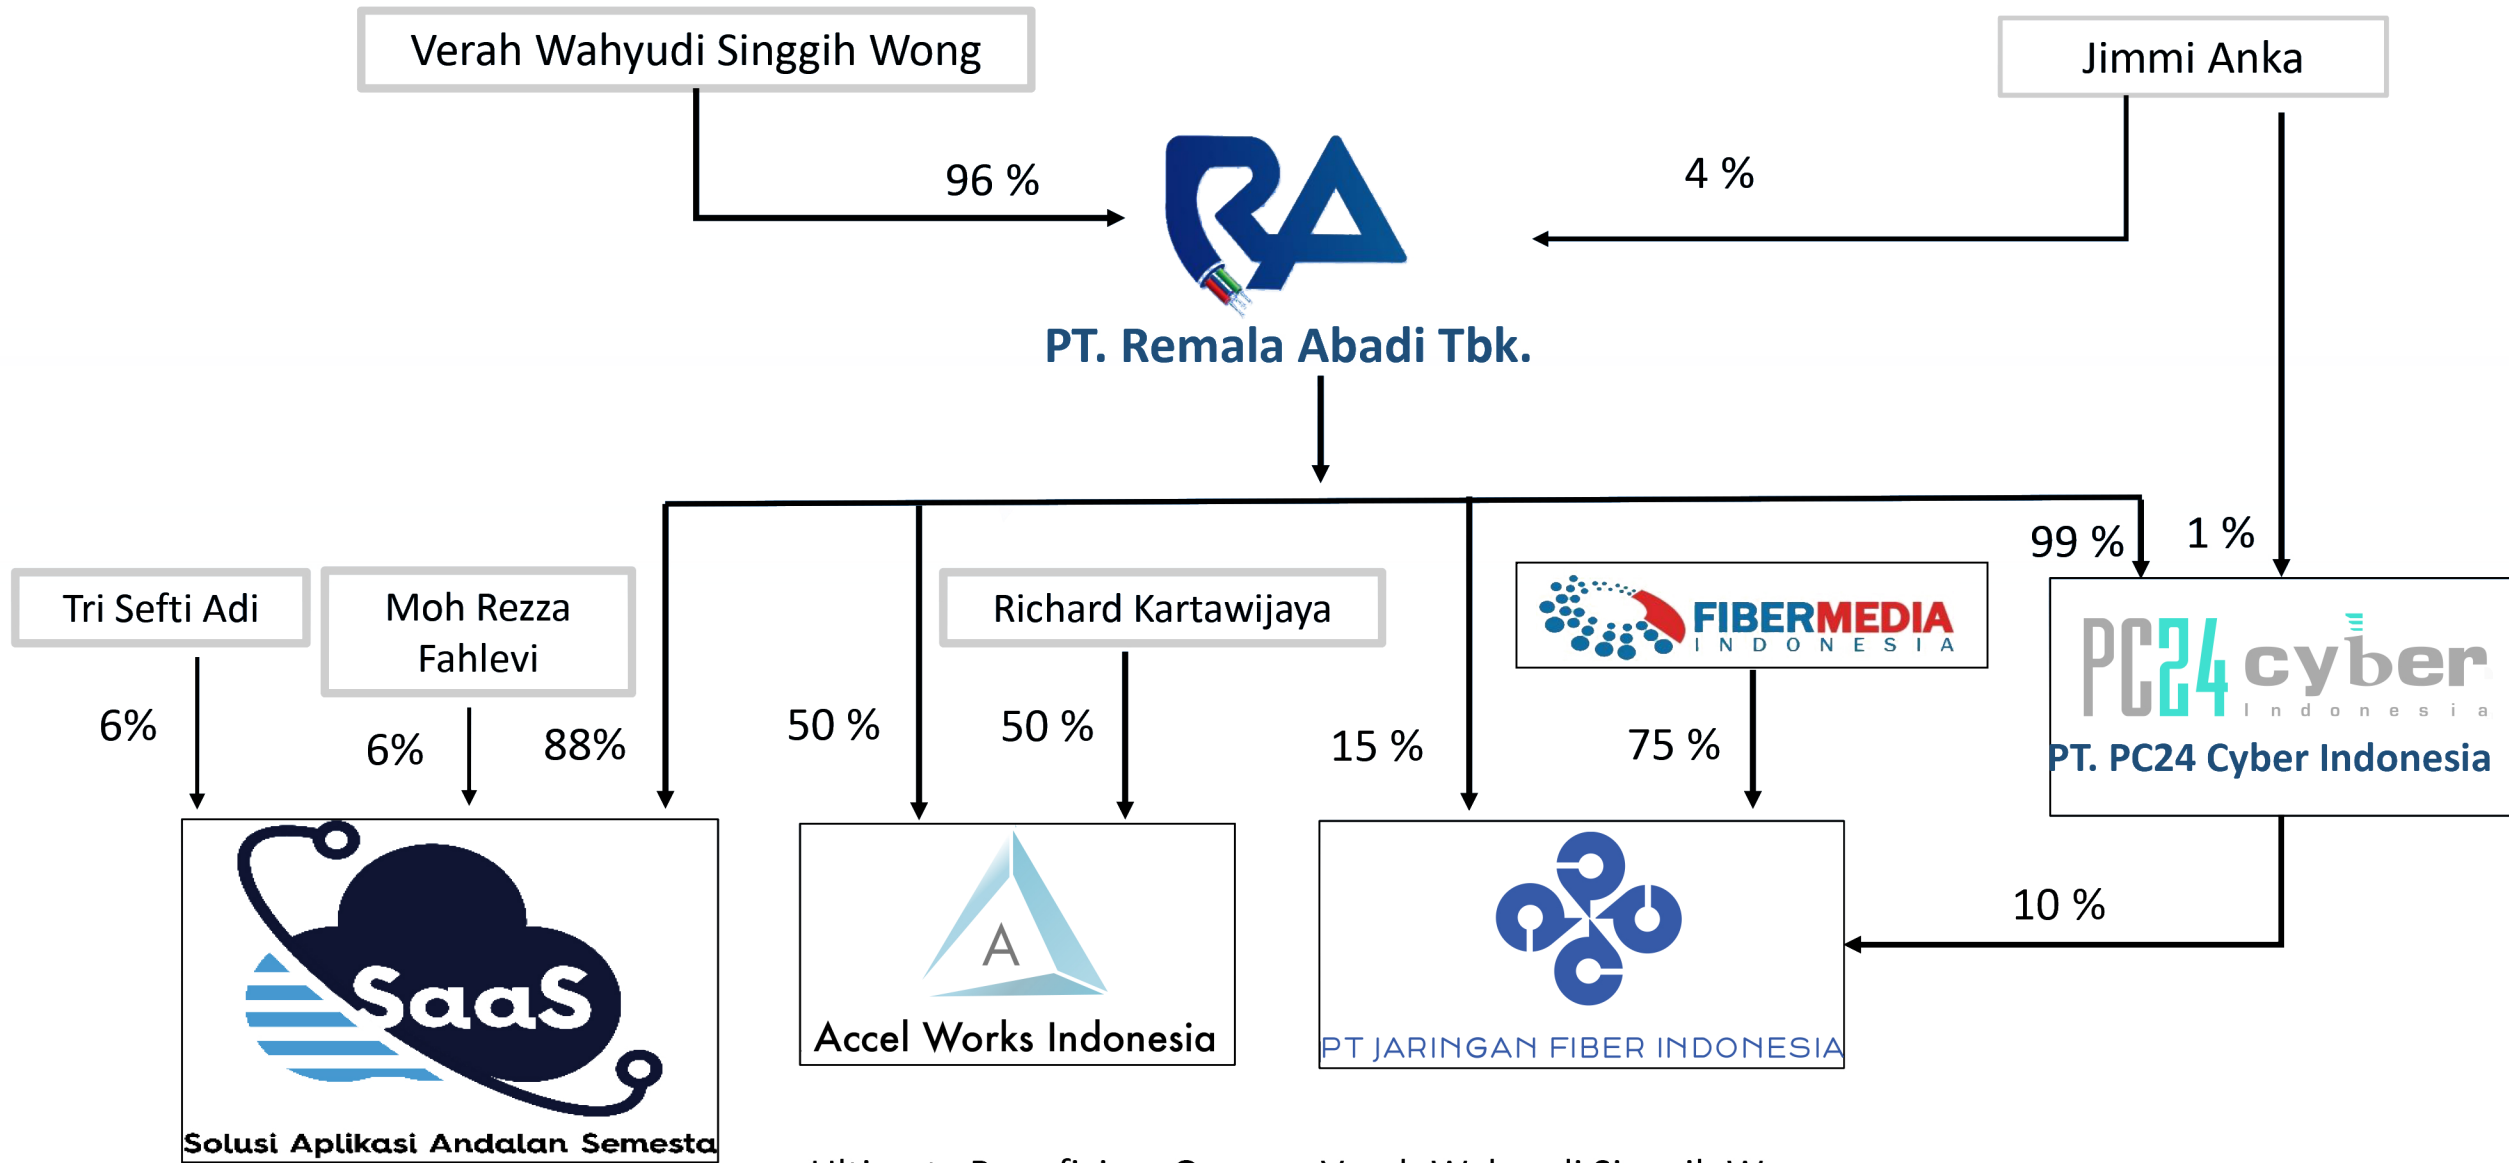 Verah Wahyudi Singgih Wong
Jimmi Anka
96 %
4 %
RA
PT. Remala Abadi Tbk.
99 %
1 %
Tri Sefti Adi
Moh Rezza
Fahlevi
Richard Kartawijaya
FIBERMEDIA
INDONESIA
PC24 cyber
Indonesia
PT. PC24 Cyber Indonesia
6%
6%
88%
50 %
50 %
15 %
75 %
10 %
SaaS
Solusi Aplikasi Andalan Semesta
A
Accel Works Indonesia
PT JARINGAN FIBER INDONESIA